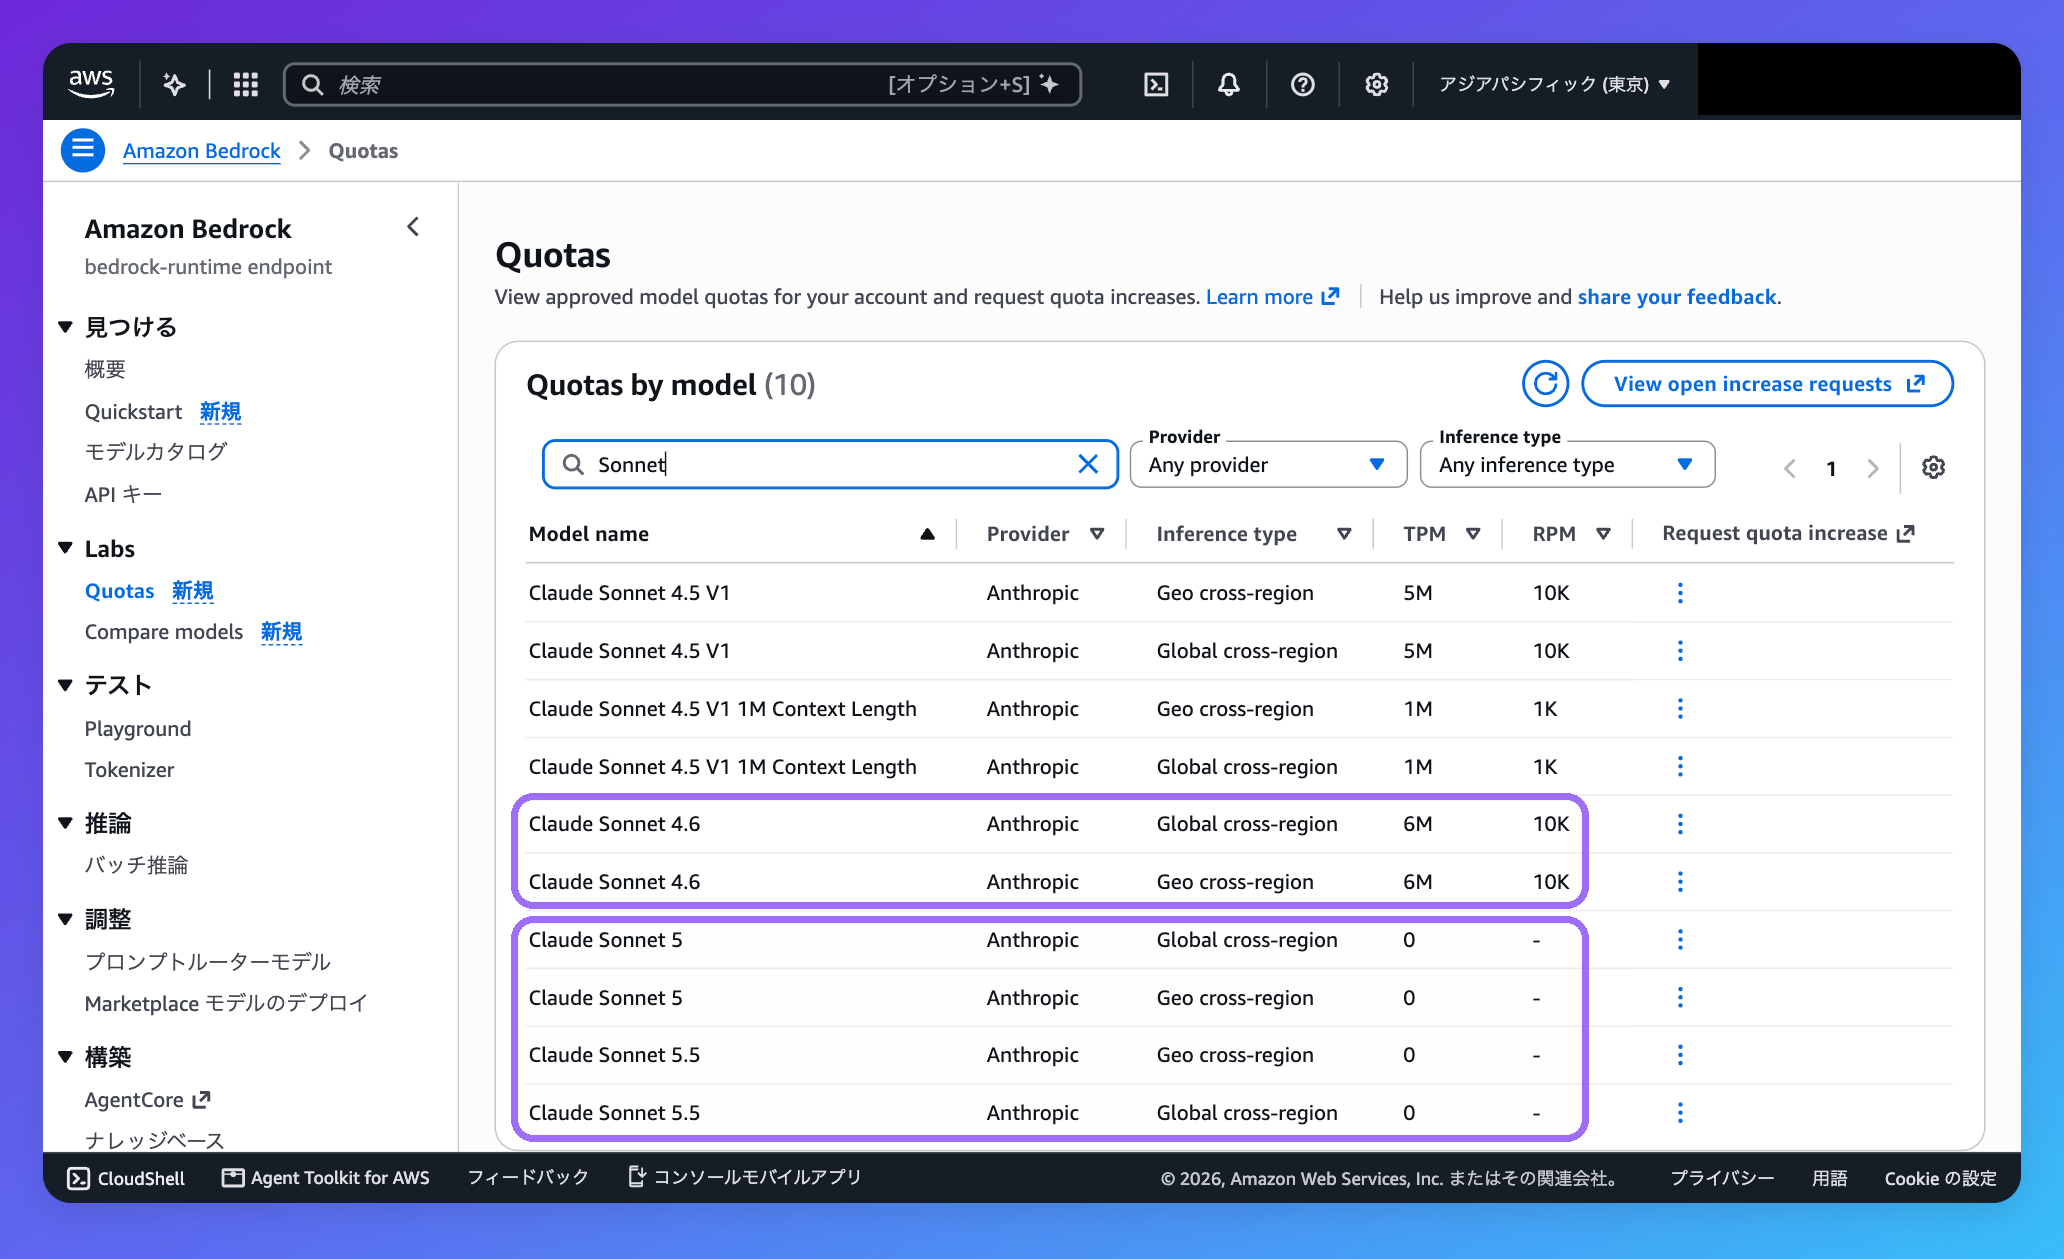 aws
検索 [オプション+S]
アジアパシフィック (東京) ▼
Amazon Bedrock > Quotas
Amazon Bedrock
bedrock-runtime endpoint
▼ 見つける
概要
Quickstart 新規
モデルカタログ
API キー
▼ Labs
Quotas 新規
Compare models 新規
▼ テスト
Playground
Tokenizer
▼ 推論
バッチ推論
▼ 調整
プロンプトルーターモデル
Marketplace モデルのデプロイ
▼ 構築
AgentCore
ナレッジベース
Quotas
View approved model quotas for your account and request quota increases. Learn more | Help us improve and share your feedback.
Quotas by model (10)
View open increase requests
Sonnet
Provider
Any provider
Inference type
Any inference type
1
Model name Provider Inference type TPM RPM Request quota increase
Claude Sonnet 4.5 V1 Anthropic Geo cross-region 5M 10K
Claude Sonnet 4.5 V1 Anthropic Global cross-region 5M 10K
Claude Sonnet 4.5 V1 1M Context Length Anthropic Geo cross-region 1M 1K
Claude Sonnet 4.5 V1 1M Context Length Anthropic Global cross-region 1M 1K
Claude Sonnet 4.6 Anthropic Global cross-region 6M 10K
Claude Sonnet 4.6 Anthropic Geo cross-region 6M 10K
Claude Sonnet 5 Anthropic Global cross-region 0 -
Claude Sonnet 5 Anthropic Geo cross-region 0 -
Claude Sonnet 5.5 Anthropic Geo cross-region 0 -
Claude Sonnet 5.5 Anthropic Global cross-region 0 -
CloudShell Agent Toolkit for AWS フィードバック コンソールモバイルアプリ © 2026, Amazon Web Services, Inc. またはその関連会社。 プライバシー 用語 Cookie の設定